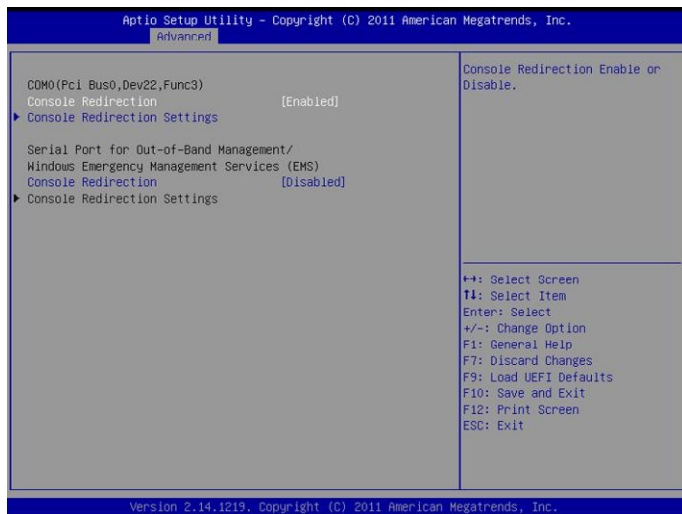 Aptio Setup Utility – Copyright (C) 2011 American Megatrends, Inc.
Advanced
COM0(Pci Bus0,Dev22,Func3)
Console Redirection [Enabled]
▶ Console Redirection Settings
Serial Port for Out-of-Band Management/
Windows Emergency Management Services (EMS)
Console Redirection [Disabled]
▶ Console Redirection Settings
Console Redirection Enable or
Disable.
↔: Select Screen
↑↓: Select Item
Enter: Select
+/-: Change Option
F1: General Help
F7: Discard Changes
F9: Load UEFI Defaults
F10: Save and Exit
F12: Print Screen
ESC: Exit
Version 2.14.1219. Copyright (C) 2011 American Megatrends, Inc.